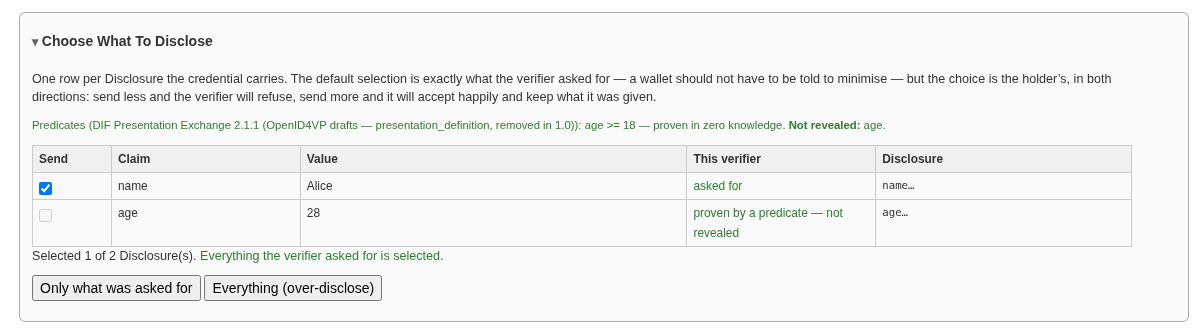 ▾ Choose What To Disclose
One row per Disclosure the credential carries. The default selection is exactly what the verifier asked for — a wallet should not have to be told to minimise — but the choice is the holder’s, in both
directions: send less and the verifier will refuse, send more and it will accept happily and keep what it was given.
Predicates (DIF Presentation Exchange 2.1.1 (OpenID4VP drafts — presentation_definition, removed in 1.0)): age >= 18 — proven in zero knowledge. Not revealed: age.
Send Claim Value This verifier Disclosure
name Alice asked for name…
age 28 proven by a predicate — not revealed age…
Selected 1 of 2 Disclosure(s). Everything the verifier asked for is selected.
Only what was asked for Everything (over-disclose)